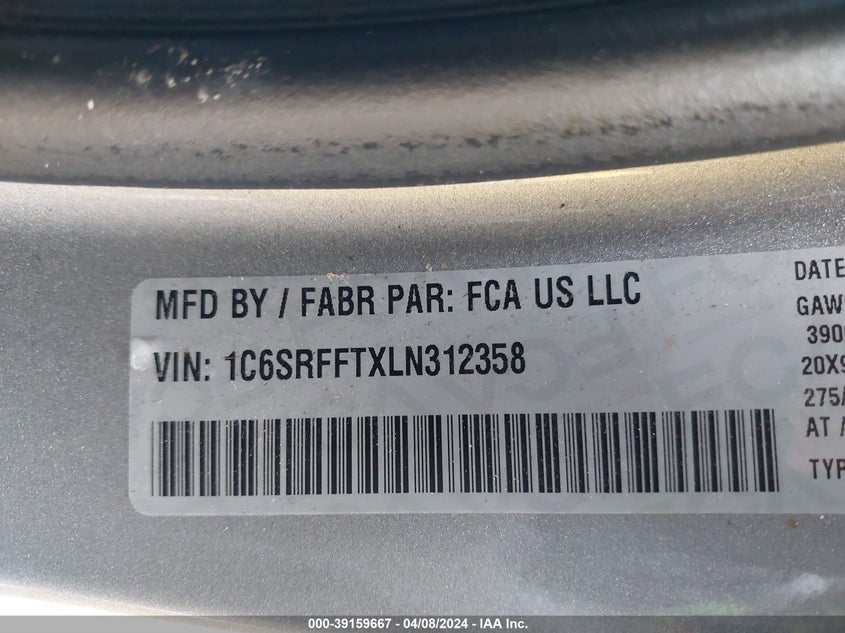 MFD BY / FABR PAR: FCA US LLC
VIN: 1C6SRFFTXLN312358
DATE
GAW
390
20X9
275/
AT /
TYP
000-39159667 - 04/08/2024 - IAA Inc.